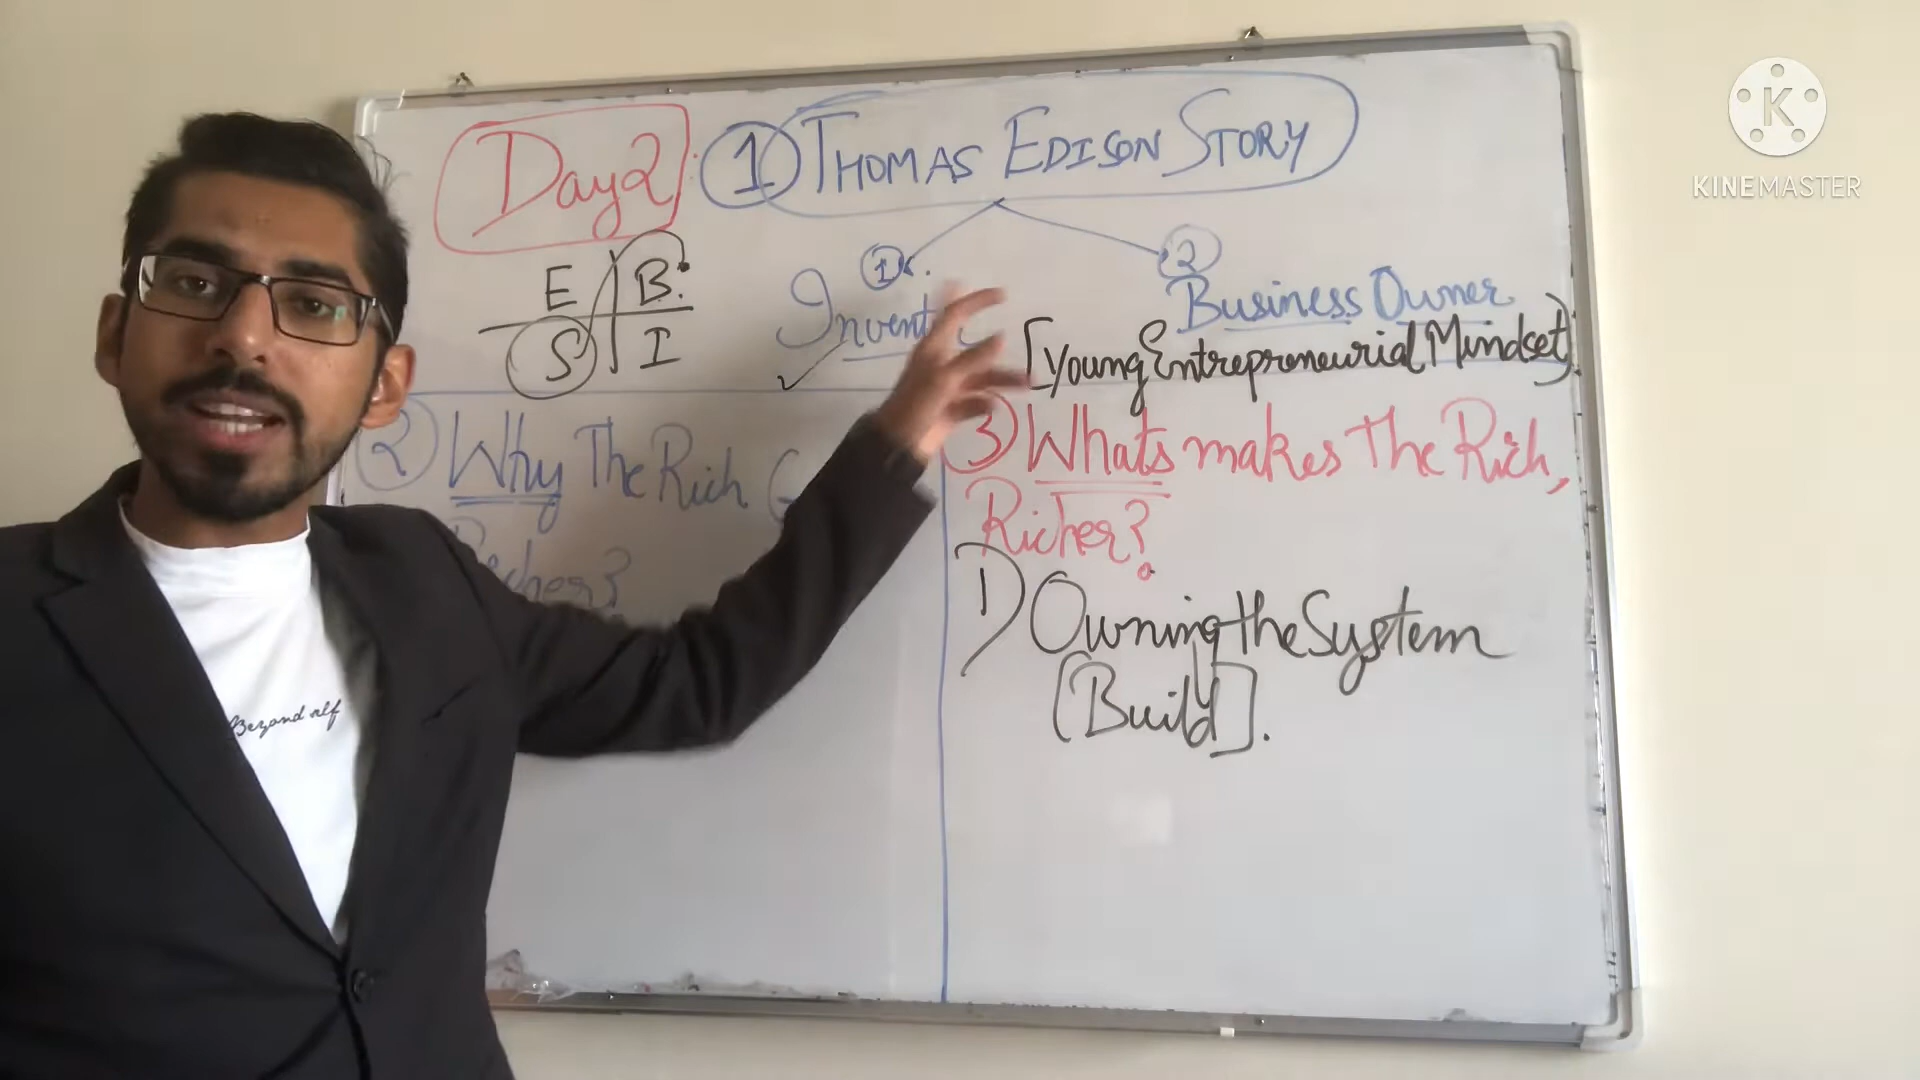 Day2
1 THOMAS EDISON STORY
E B.
S I
1
2
Business Owner
[Young Entrepreneurial Mindset]
2 Why The Rich
3) Whats makes The Rich,
Richer?
1) Owning the System
[Build].
Beyond
KINEMASTER